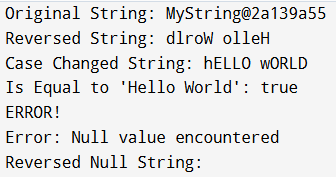 Original String: MyString@2a139a55
Reversed String: dlroW olleH
Case Changed String: hELLO wORLD
Is Equal to 'Hello World': true
ERROR!
Error: Null value encountered
Reversed Null String: